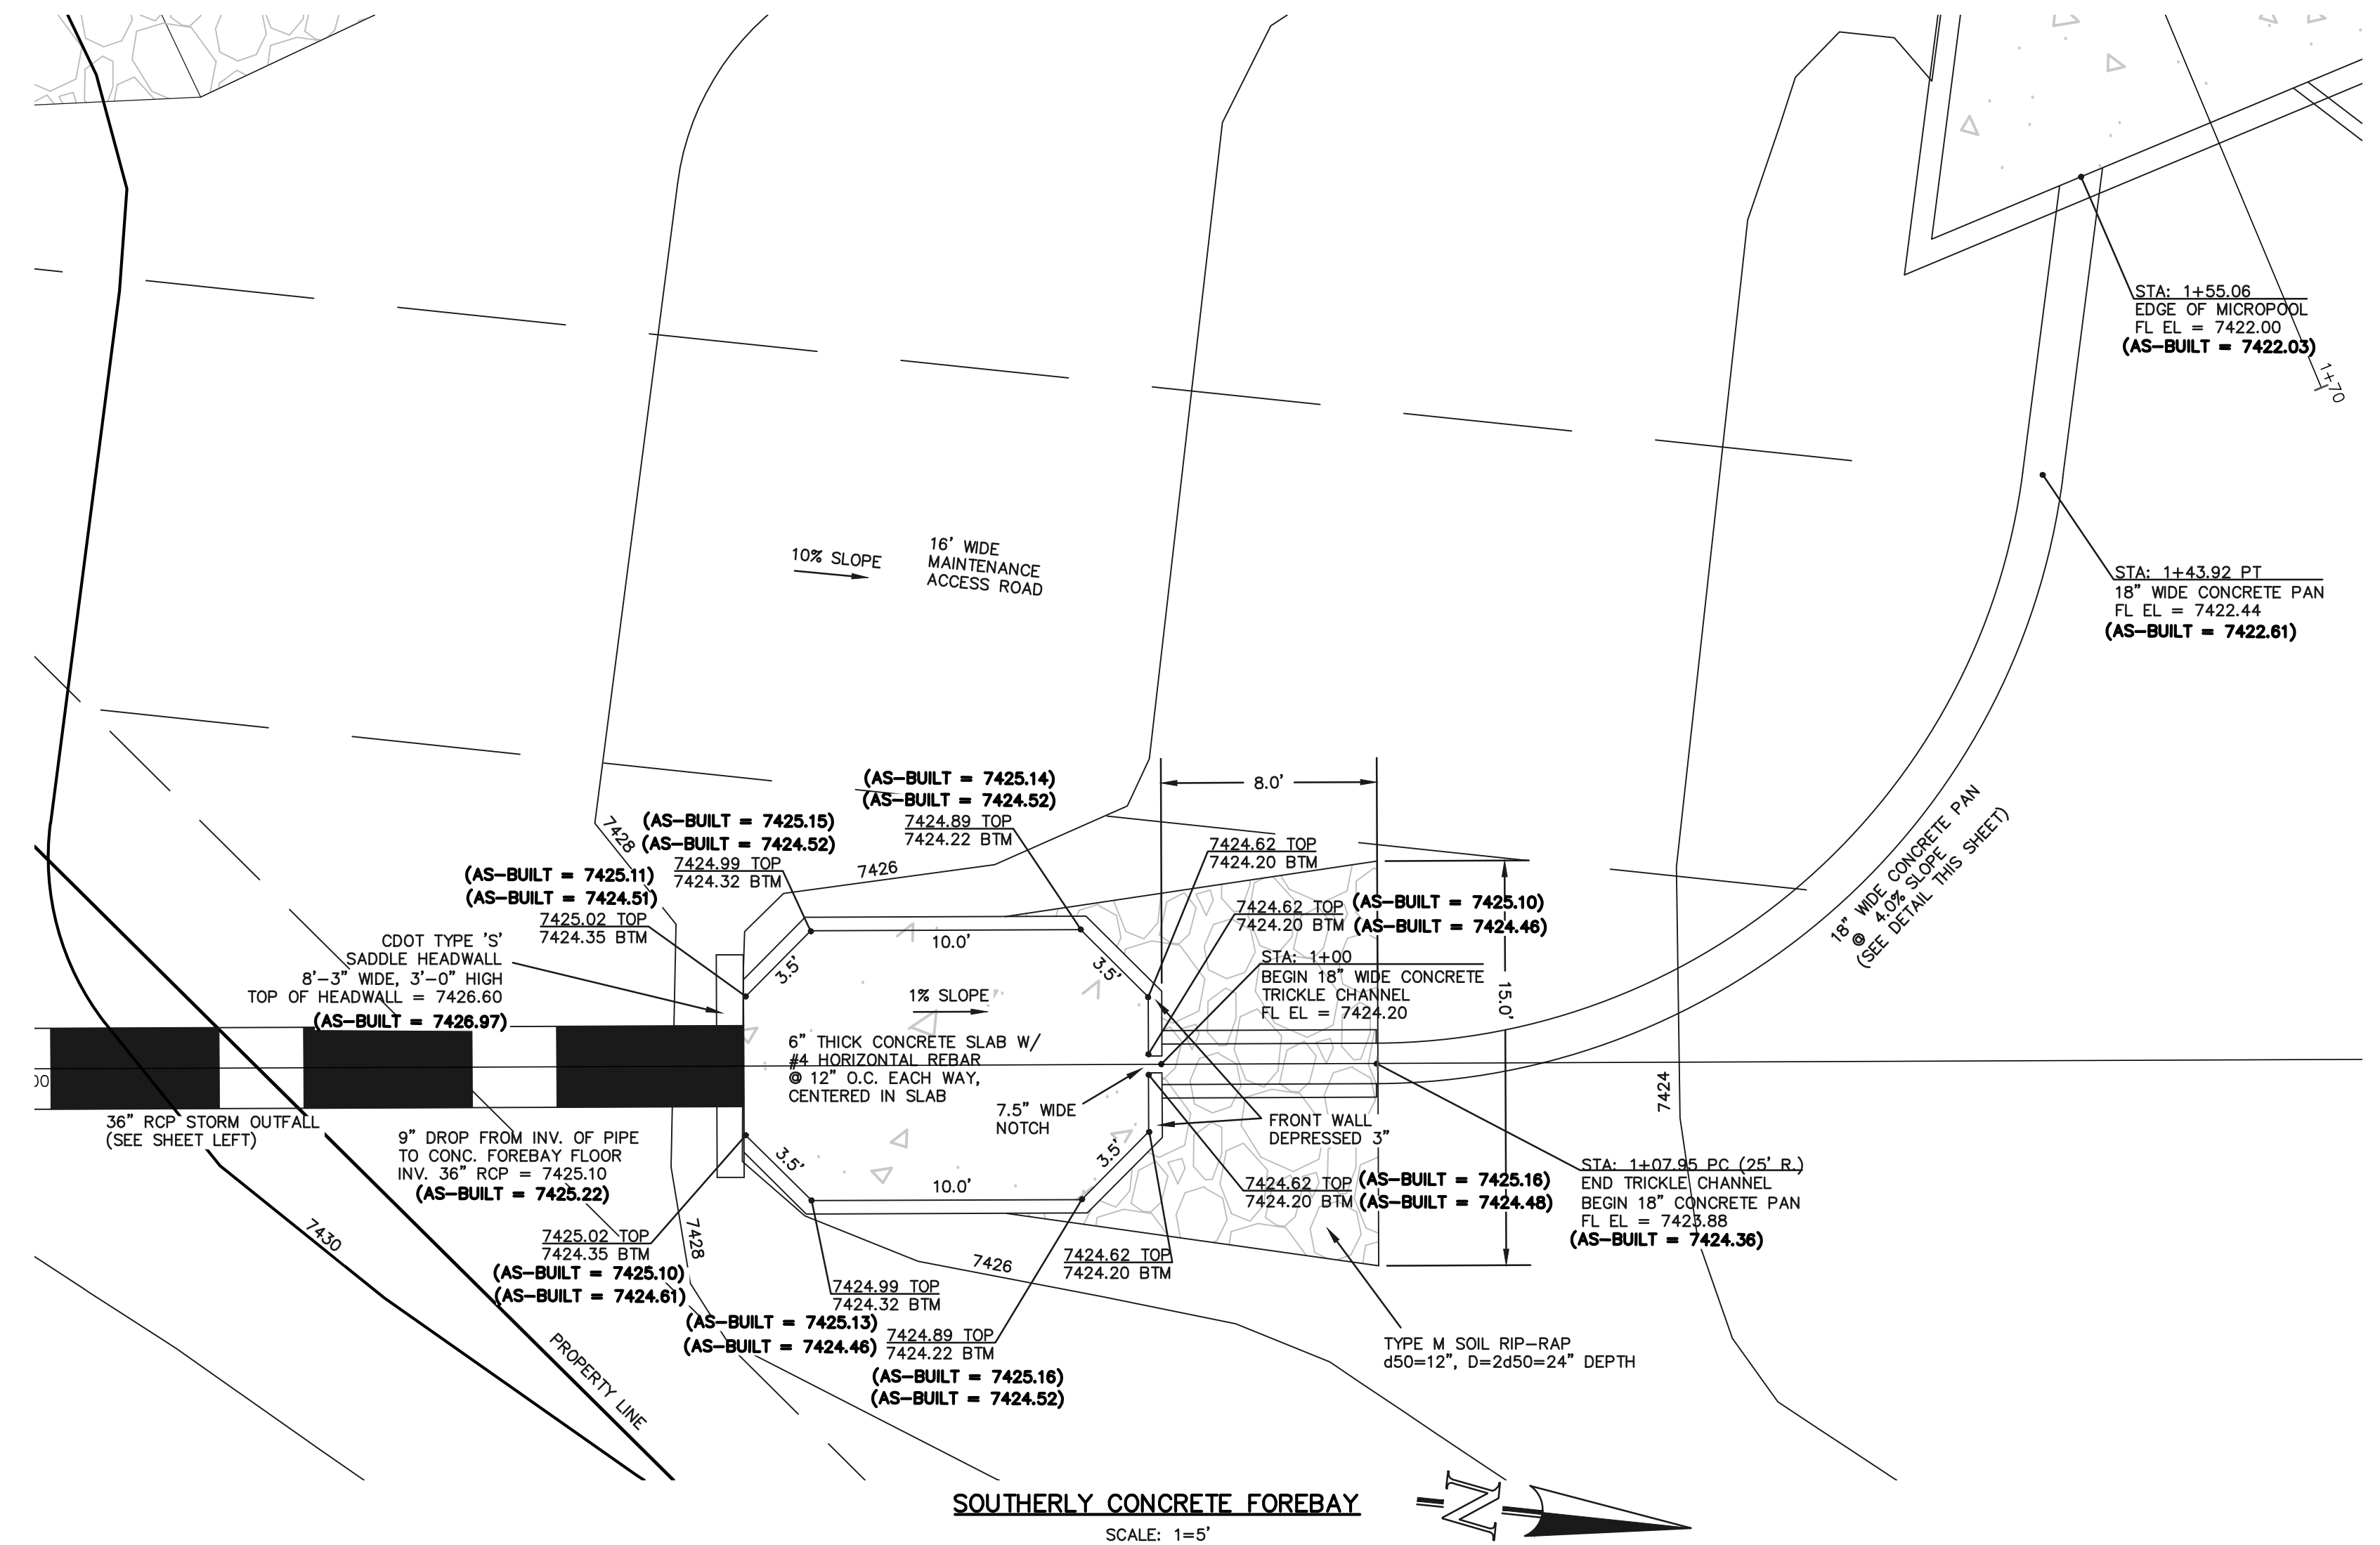 STA: 1+55.06
EDGE OF MICROPOOL
FL EL = 7422.00
(AS-BUILT = 7422.03)
1+70
10% SLOPE
16' WIDE
MAINTENANCE
ACCESS ROAD
STA: 1+43.92 PT
18" WIDE CONCRETE PAN
FL EL = 7422.44
(AS-BUILT = 7422.61)
(AS-BUILT = 7425.14)
(AS-BUILT = 7424.52)
7424.89 TOP
7424.22 BTM
8.0'
7428
(AS-BUILT = 7425.15)
(AS-BUILT = 7424.52)
7424.99 TOP
7424.32 BTM
7426
7424.62 TOP
7424.20 BTM
18" WIDE CONCRETE PAN
@ 4.0% SLOPE
(SEE DETAIL THIS SHEET)
(AS-BUILT = 7425.11)
(AS-BUILT = 7424.51)
7425.02 TOP
7424.35 BTM
7424.62 TOP
7424.20 BTM
(AS-BUILT = 7425.10)
(AS-BUILT = 7424.46)
CDOT TYPE 'S'
SADDLE HEADWALL
8'-3" WIDE, 3'-0" HIGH
TOP OF HEADWALL = 7426.60
(AS-BUILT = 7426.97)
3.5'
10.0'
3.5'
STA: 1+00
BEGIN 18" WIDE CONCRETE
TRICKLE CHANNEL
FL EL = 7424.20
15.0'
1% SLOPE
6" THICK CONCRETE SLAB W/
#4 HORIZONTAL REBAR
@ 12" O.C. EACH WAY,
CENTERED IN SLAB
00
7.5" WIDE
NOTCH
FRONT WALL
DEPRESSED 3"
7424
36" RCP STORM OUTFALL
(SEE SHEET LEFT)
9" DROP FROM INV. OF PIPE
TO CONC. FOREBAY FLOOR
INV. 36" RCP = 7425.10
(AS-BUILT = 7425.22)
3.5'
10.0'
3.5'
7424.62 TOP
7424.20 BTM
(AS-BUILT = 7425.16)
(AS-BUILT = 7424.48)
STA: 1+07.95 PC (25' R.)
END TRICKLE CHANNEL
BEGIN 18" CONCRETE PAN
FL EL = 7423.88
(AS-BUILT = 7424.36)
7430
7425.02 TOP
7424.35 BTM
(AS-BUILT = 7425.10)
(AS-BUILT = 7424.61)
7428
7426
7424.62 TOP
7424.20 BTM
7424.99 TOP
7424.32 BTM
(AS-BUILT = 7425.13)
(AS-BUILT = 7424.46)
7424.89 TOP
7424.22 BTM
(AS-BUILT = 7425.16)
(AS-BUILT = 7424.52)
PROPERTY LINE
TYPE M SOIL RIP-RAP
d50=12", D=2d50=24" DEPTH
SOUTHERLY CONCRETE FOREBAY
SCALE: 1=5'
N